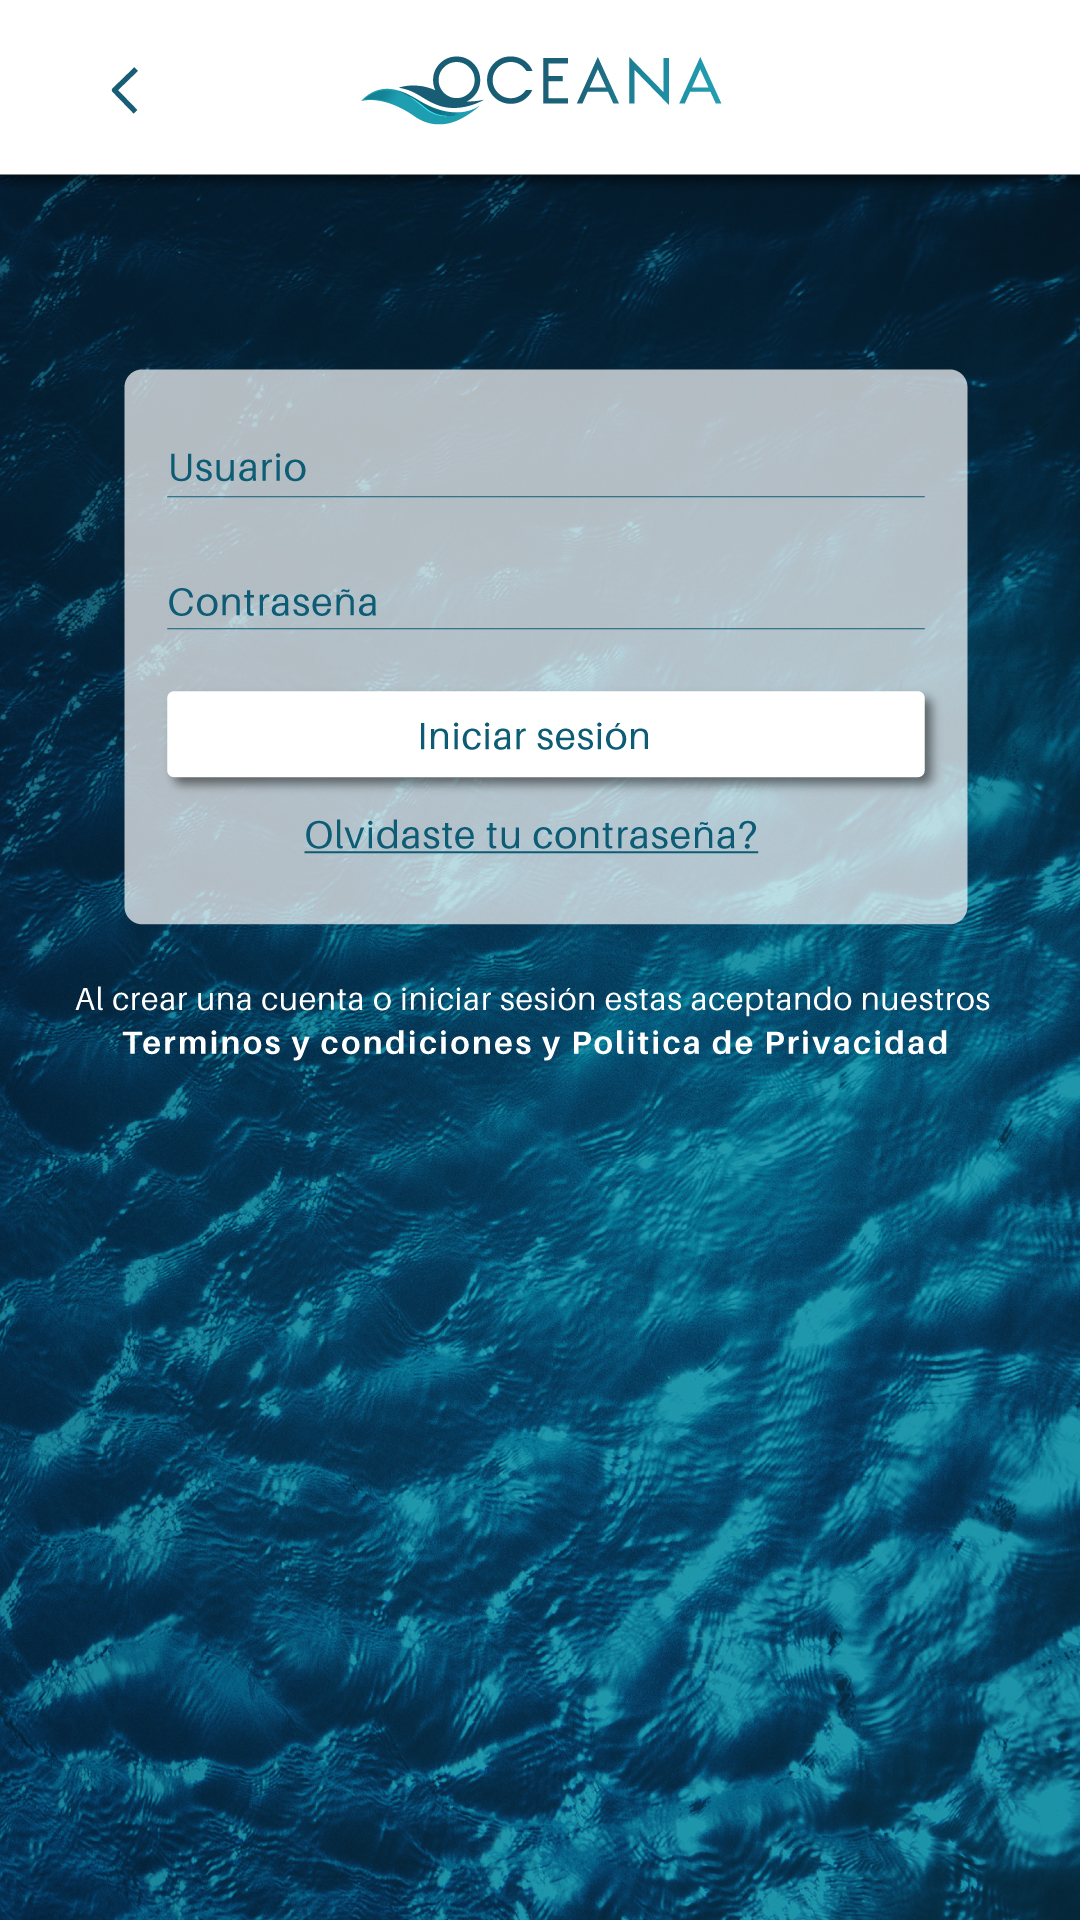 OCEANA
Usuario
Contraseña
Iniciar sesión
Olvidaste tu contraseña?
Al crear una cuenta o iniciar sesión estas aceptando nuestros
Terminos y condiciones y Politica de Privacidad